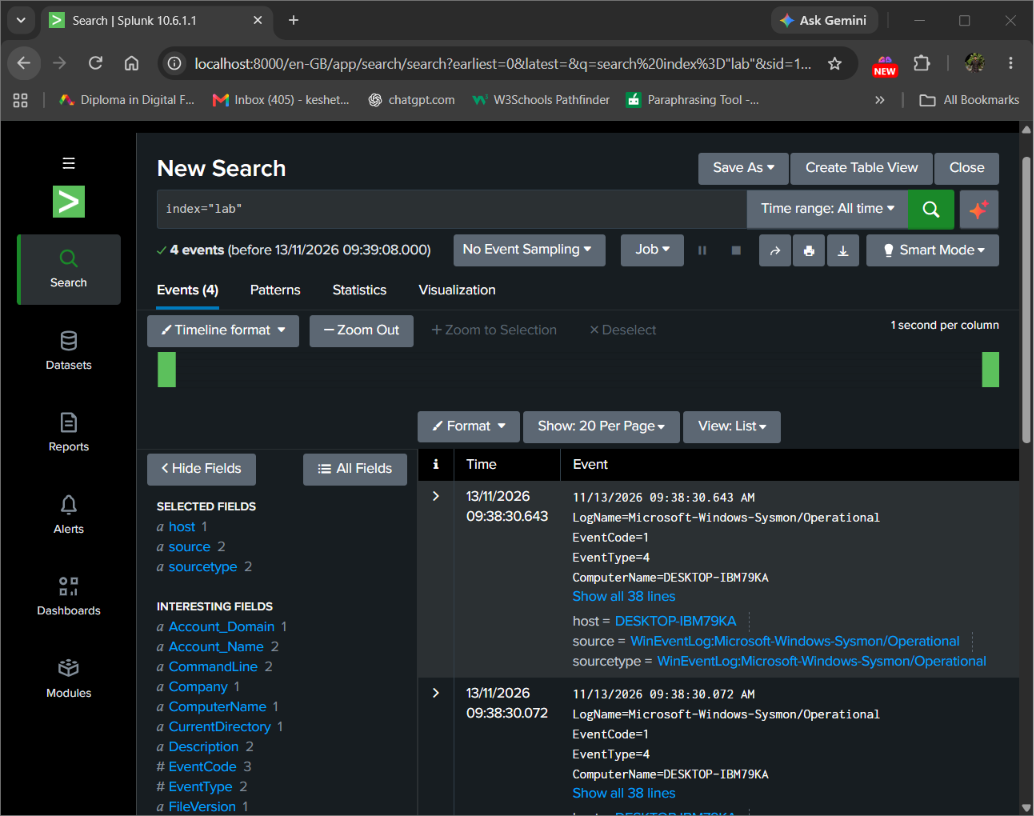 Search | Splunk 10.6.1.1
Ask Gemini
localhost:8000/en-GB/app/search/search?earliest=0&latest=&q=search%20index%3D"lab"&sid=1...
NEW
Diploma in Digital F...
Inbox (405) - keshet...
chatgpt.com
W3Schools Pathfinder
Paraphrasing Tool -...
All Bookmarks
New Search
Save As
Create Table View
Close
index="lab"
Time range: All time
4 events (before 13/11/2026 09:39:08.000)
No Event Sampling
Job
Smart Mode
Search
Datasets
Reports
Alerts
Dashboards
Modules
Events (4)
Patterns
Statistics
Visualization
Timeline format
Zoom Out
+ Zoom to Selection
× Deselect
1 second per column
Format
Show: 20 Per Page
View: List
Hide Fields
All Fields
SELECTED FIELDS
a host 1
a source 2
a sourcetype 2
INTERESTING FIELDS
a Account_Domain 1
a Account_Name 2
a CommandLine 2
a Company 1
a ComputerName 1
a CurrentDirectory 1
a Description 2
# EventCode 3
# EventType 2
a FileVersion 1
i
Time
Event
13/11/2026
09:38:30.643
11/13/2026 09:38:30.643 AM
LogName=Microsoft-Windows-Sysmon/Operational
EventCode=1
EventType=4
ComputerName=DESKTOP-IBM79KA
Show all 38 lines
host = DESKTOP-IBM79KA
source = WinEventLog:Microsoft-Windows-Sysmon/Operational
sourcetype = WinEventLog:Microsoft-Windows-Sysmon/Operational
13/11/2026
09:38:30.072
11/13/2026 09:38:30.072 AM
LogName=Microsoft-Windows-Sysmon/Operational
EventCode=1
EventType=4
ComputerName=DESKTOP-IBM79KA
Show all 38 lines
host = DESKTOP-IBM79KA